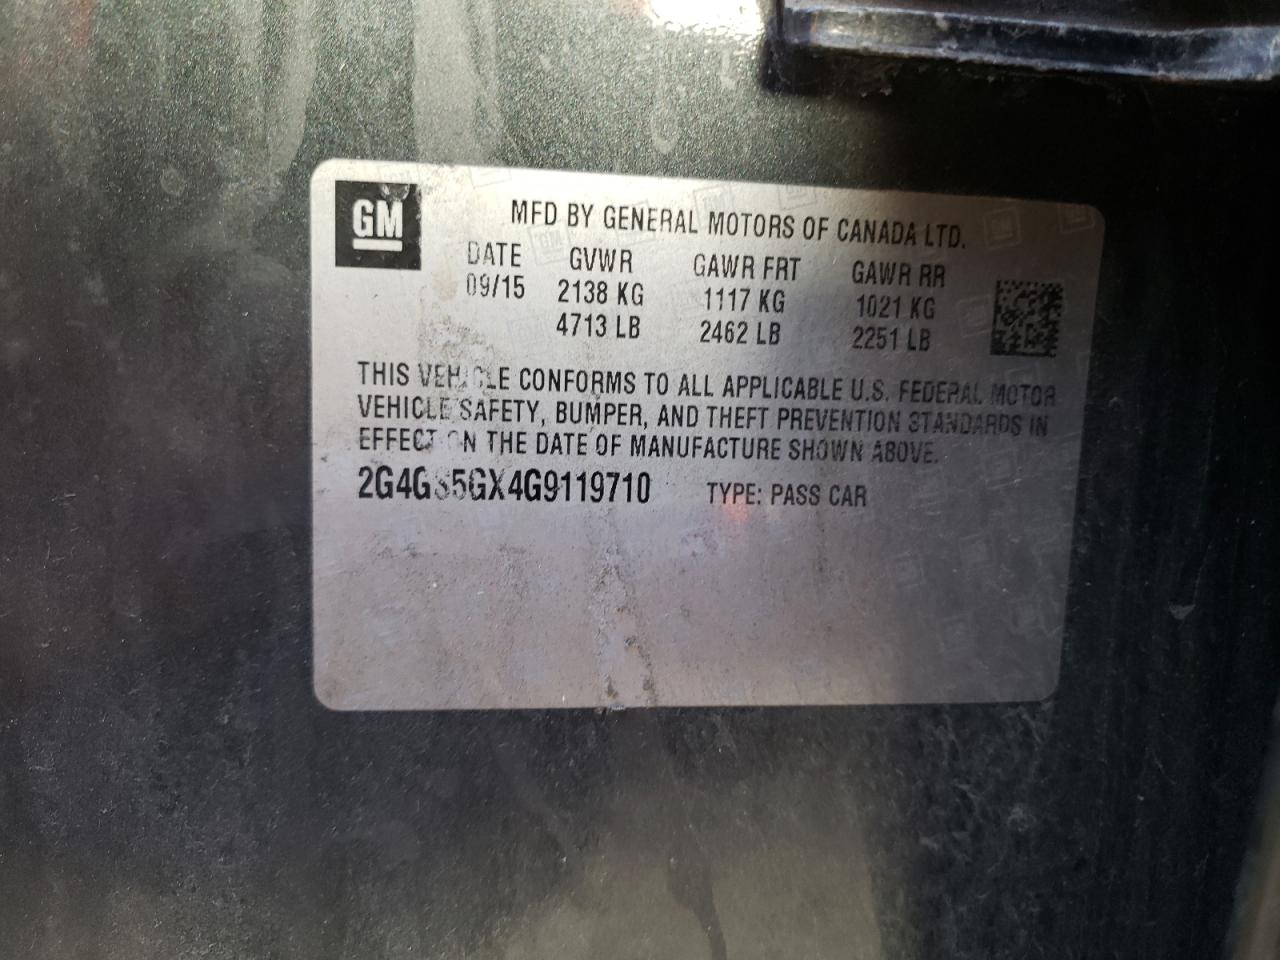 GM
MFD BY GENERAL MOTORS OF CANADA LTD.
DATE GVWR GAWR FRT GAWR RR
09/15 2138 KG 1117 KG 1021 KG
4713 LB 2462 LB 2251 LB
THIS VEHICLE CONFORMS TO ALL APPLICABLE U.S. FEDERAL MOTOR
VEHICLE SAFETY, BUMPER, AND THEFT PREVENTION STANDARDS IN
EFFECT ON THE DATE OF MANUFACTURE SHOWN ABOVE.
2G4GS5GX4G9119710 TYPE: PASS CAR